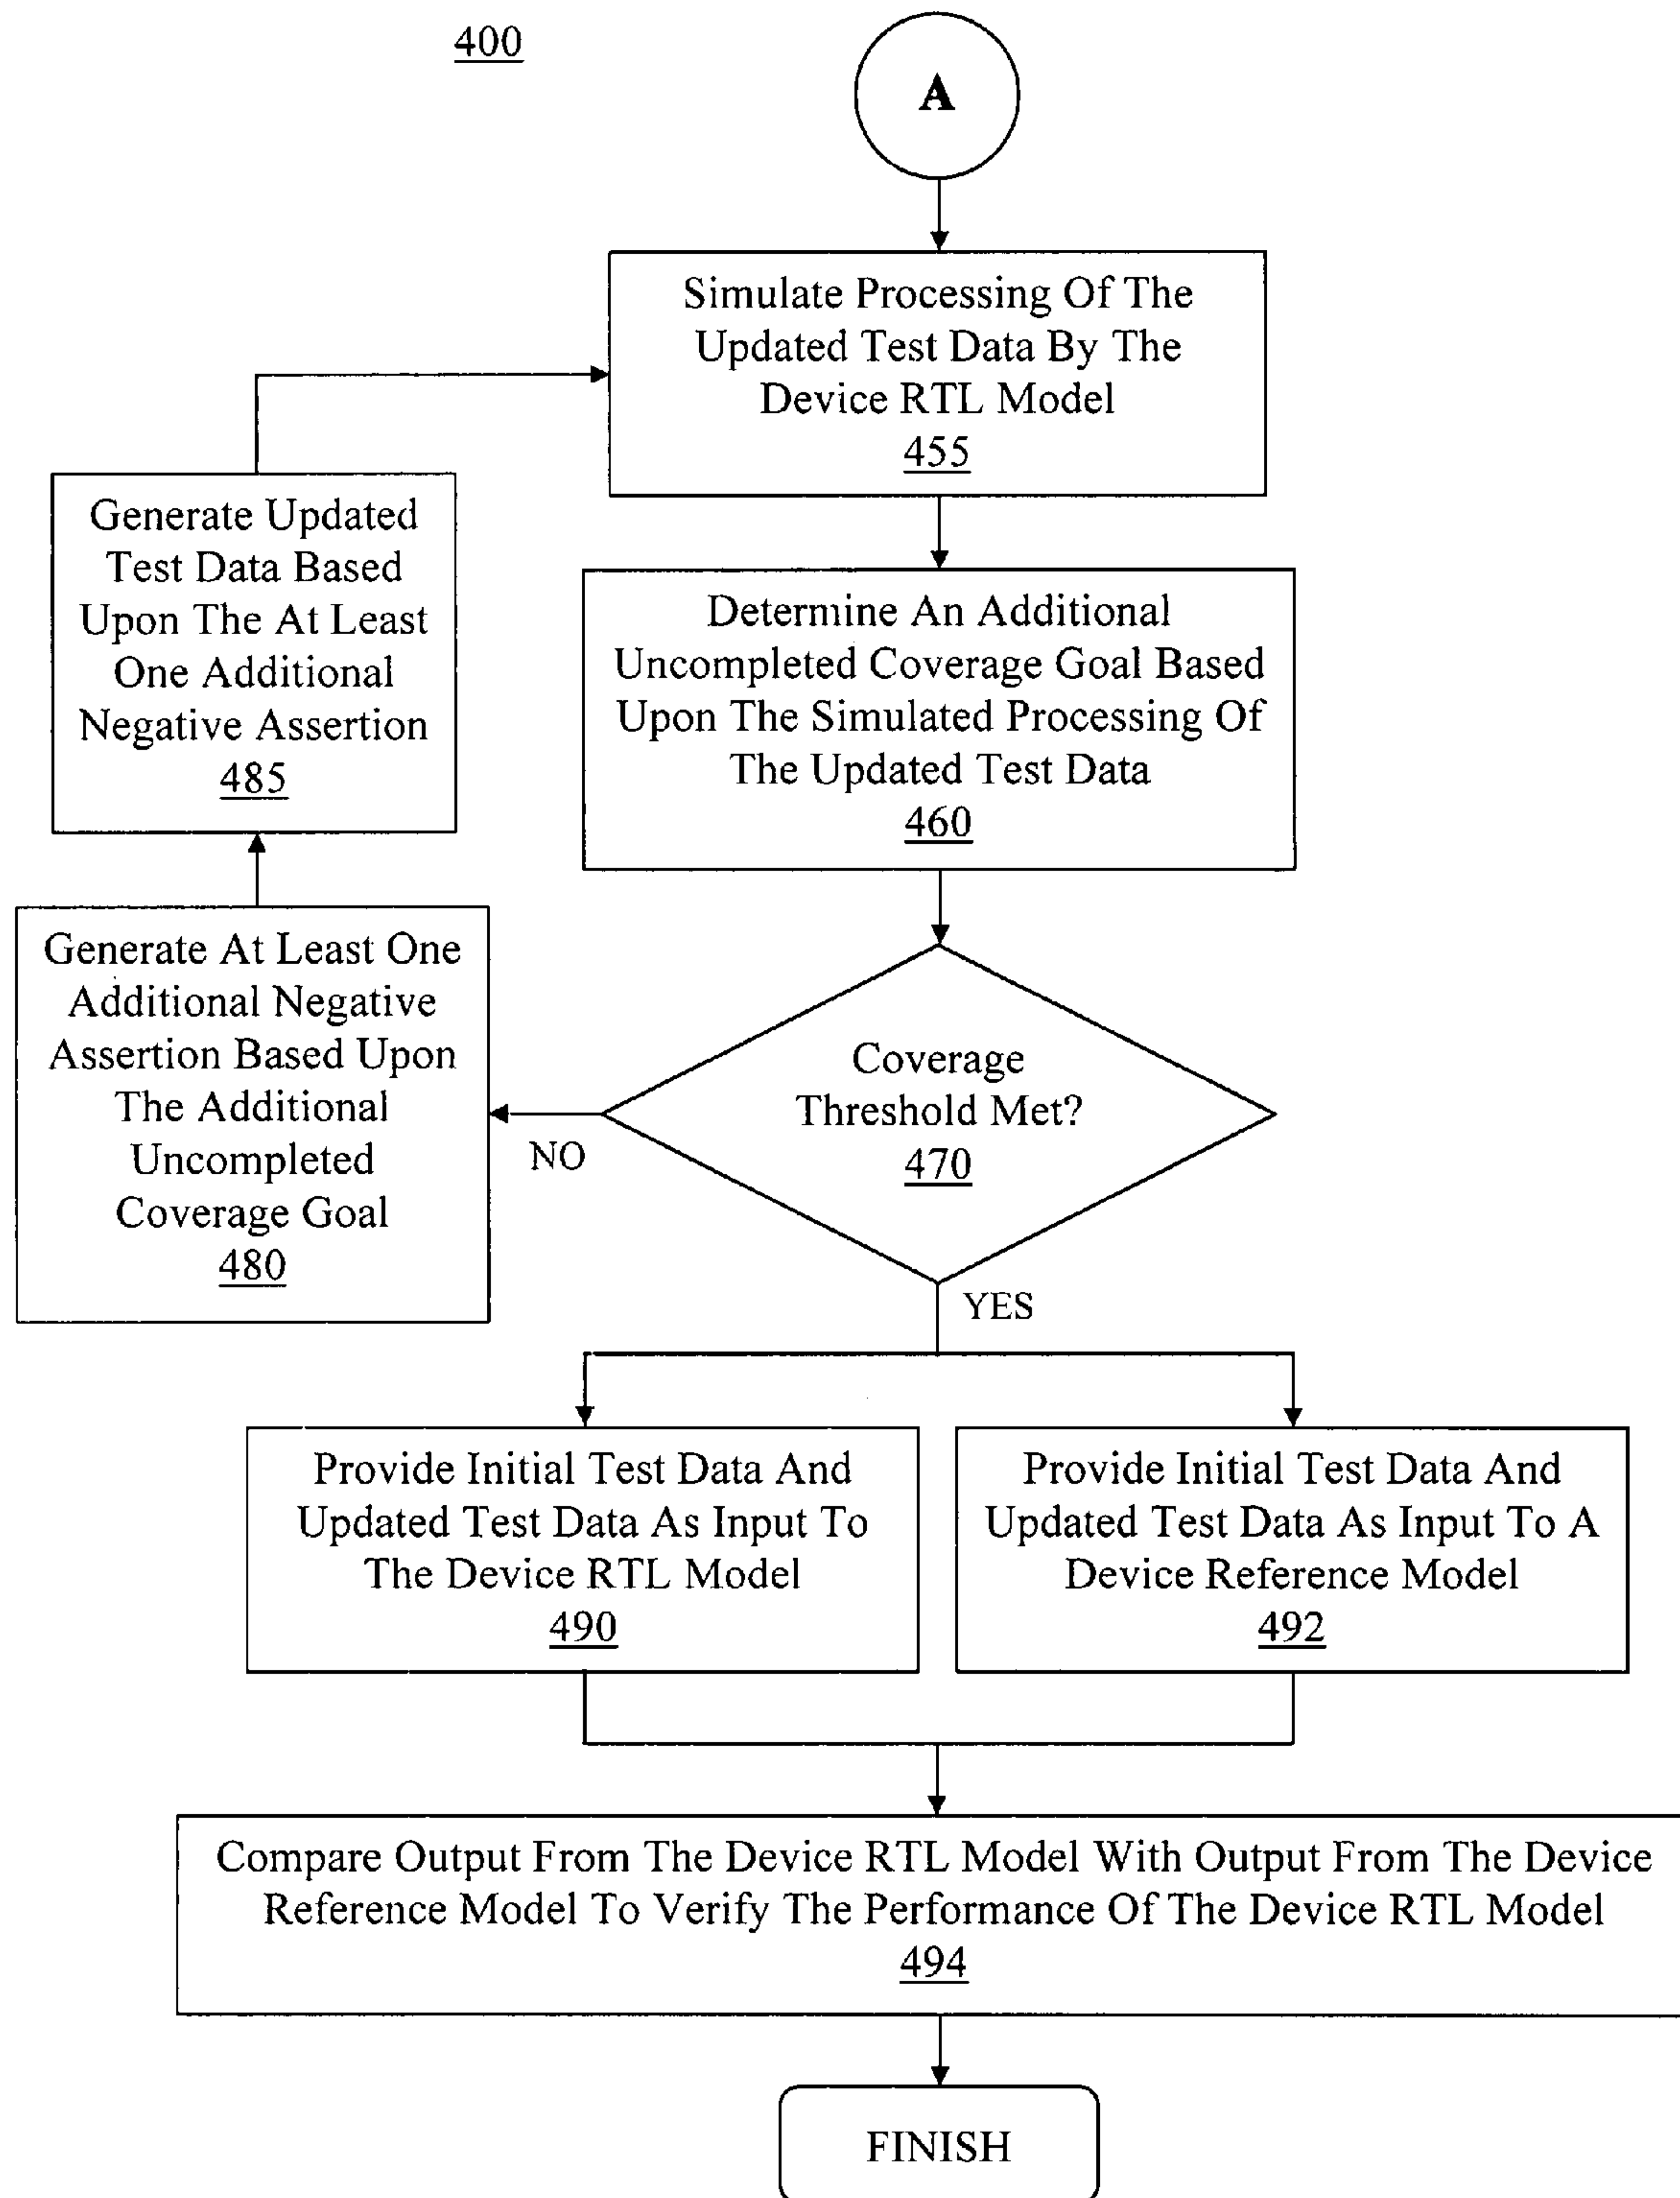 400
A
Simulate Processing Of The
Updated Test Data By The
Device RTL Model
455
Generate Updated
Test Data Based
Upon The At Least
One Additional
Negative Assertion
485
Determine An Additional
Uncompleted Coverage Goal Based
Upon The Simulated Processing Of
The Updated Test Data
460
Generate At Least One
Additional Negative
Assertion Based Upon
The Additional
Uncompleted
Coverage Goal
480
Coverage
Threshold Met?
470
NO
YES
Provide Initial Test Data And
Updated Test Data As Input To
The Device RTL Model
490
Provide Initial Test Data And
Updated Test Data As Input To A
Device Reference Model
492
Compare Output From The Device RTL Model With Output From The Device
Reference Model To Verify The Performance Of The Device RTL Model
494
FINISH